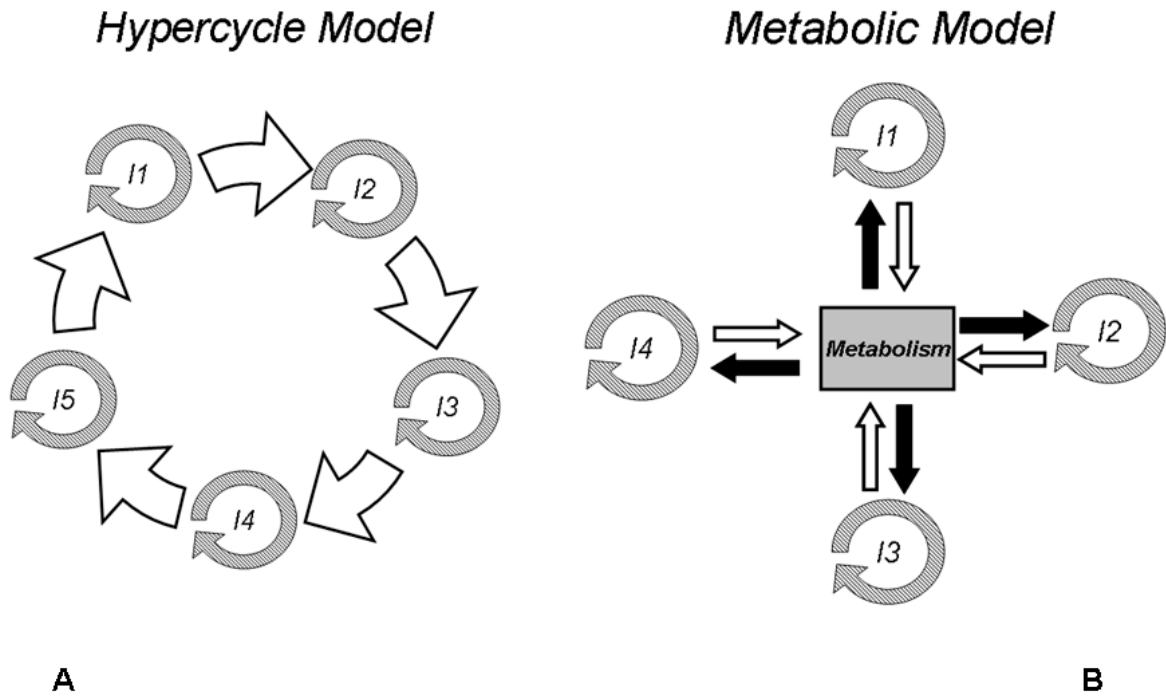 Hypercycle Model
I1
I2
I3
I4
I5
A
Metabolic Model
I1
I4
Metabolism
I2
I3
B